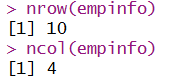 > nrow(empinfo)
[1] 10
> ncol(empinfo)
[1] 4